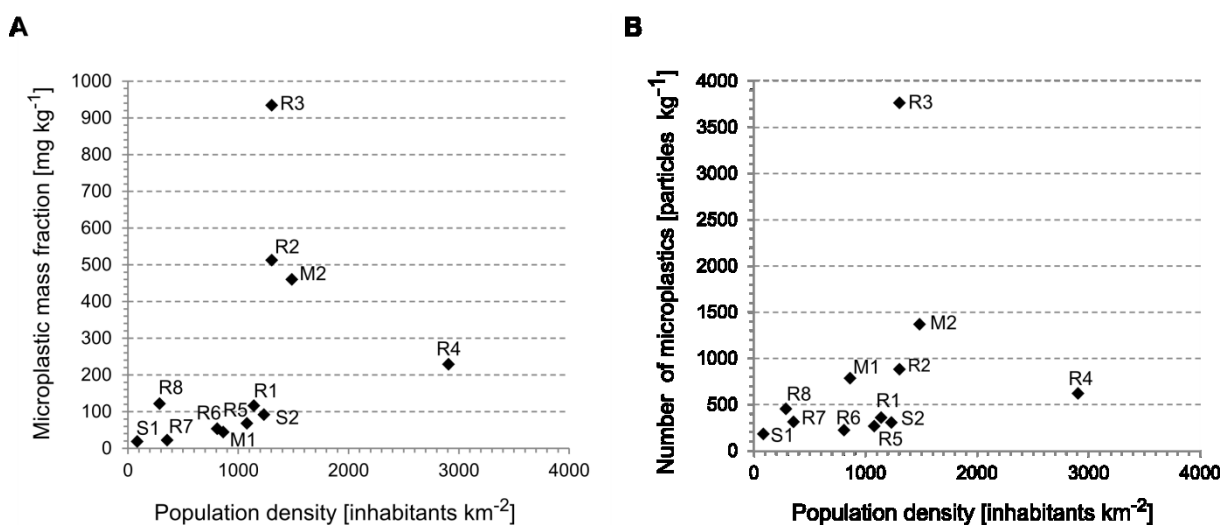 A
Microplastic mass fraction [mg kg⁻¹]
1000
900
800
700
600
500
400
300
200
100
0
R3
R2
M2
R4
R8
R1
R7
R6
R5
S2
S1
M1
0 1000 2000 3000 4000
Population density [inhabitants km⁻²]
B
Number of microplastics [particles kg⁻¹]
4000
3500
3000
2500
2000
1500
1000
500
0
R3
M2
M1
R2
R4
R8
R1
R7
R6
S2
S1
R5
0 1000 2000 3000 4000
Population density [inhabitants km⁻²]